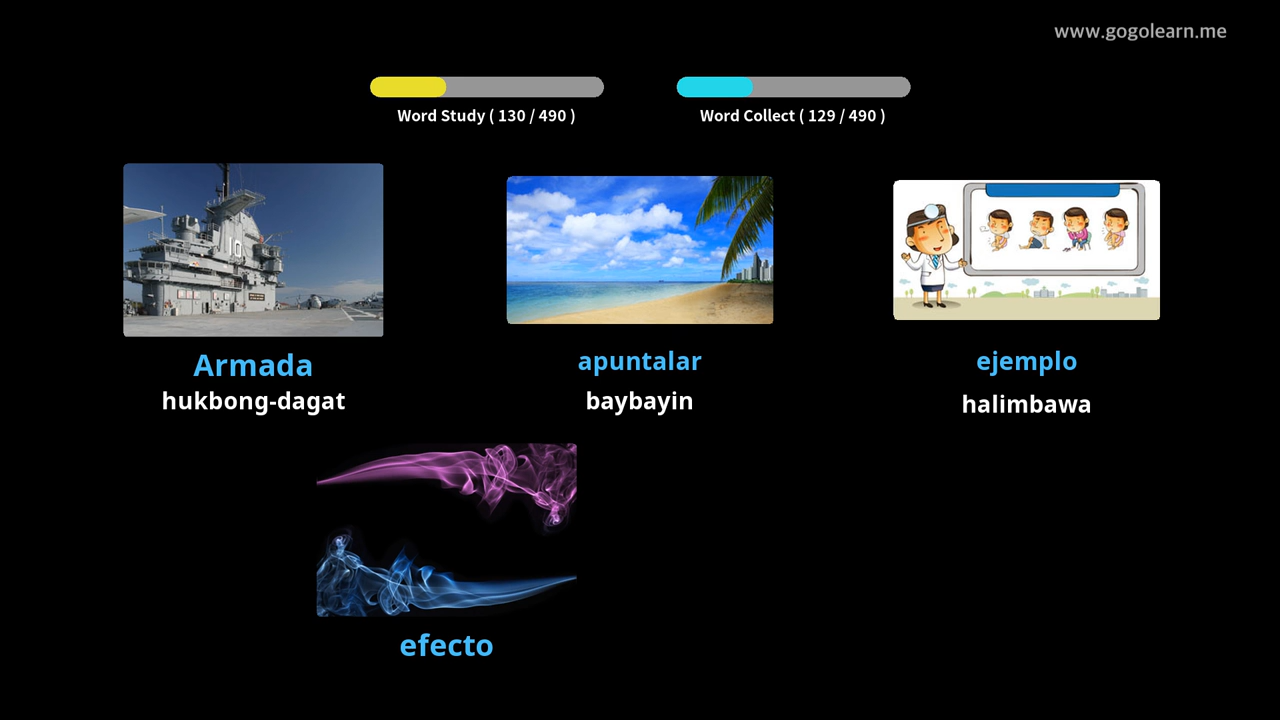 www.gogolearn.me
Word Study ( 130 / 490 )
Word Collect ( 129 / 490 )
Armada
hukbong-dagat
apuntalar
baybayin
ejemplo
halimbawa
efecto